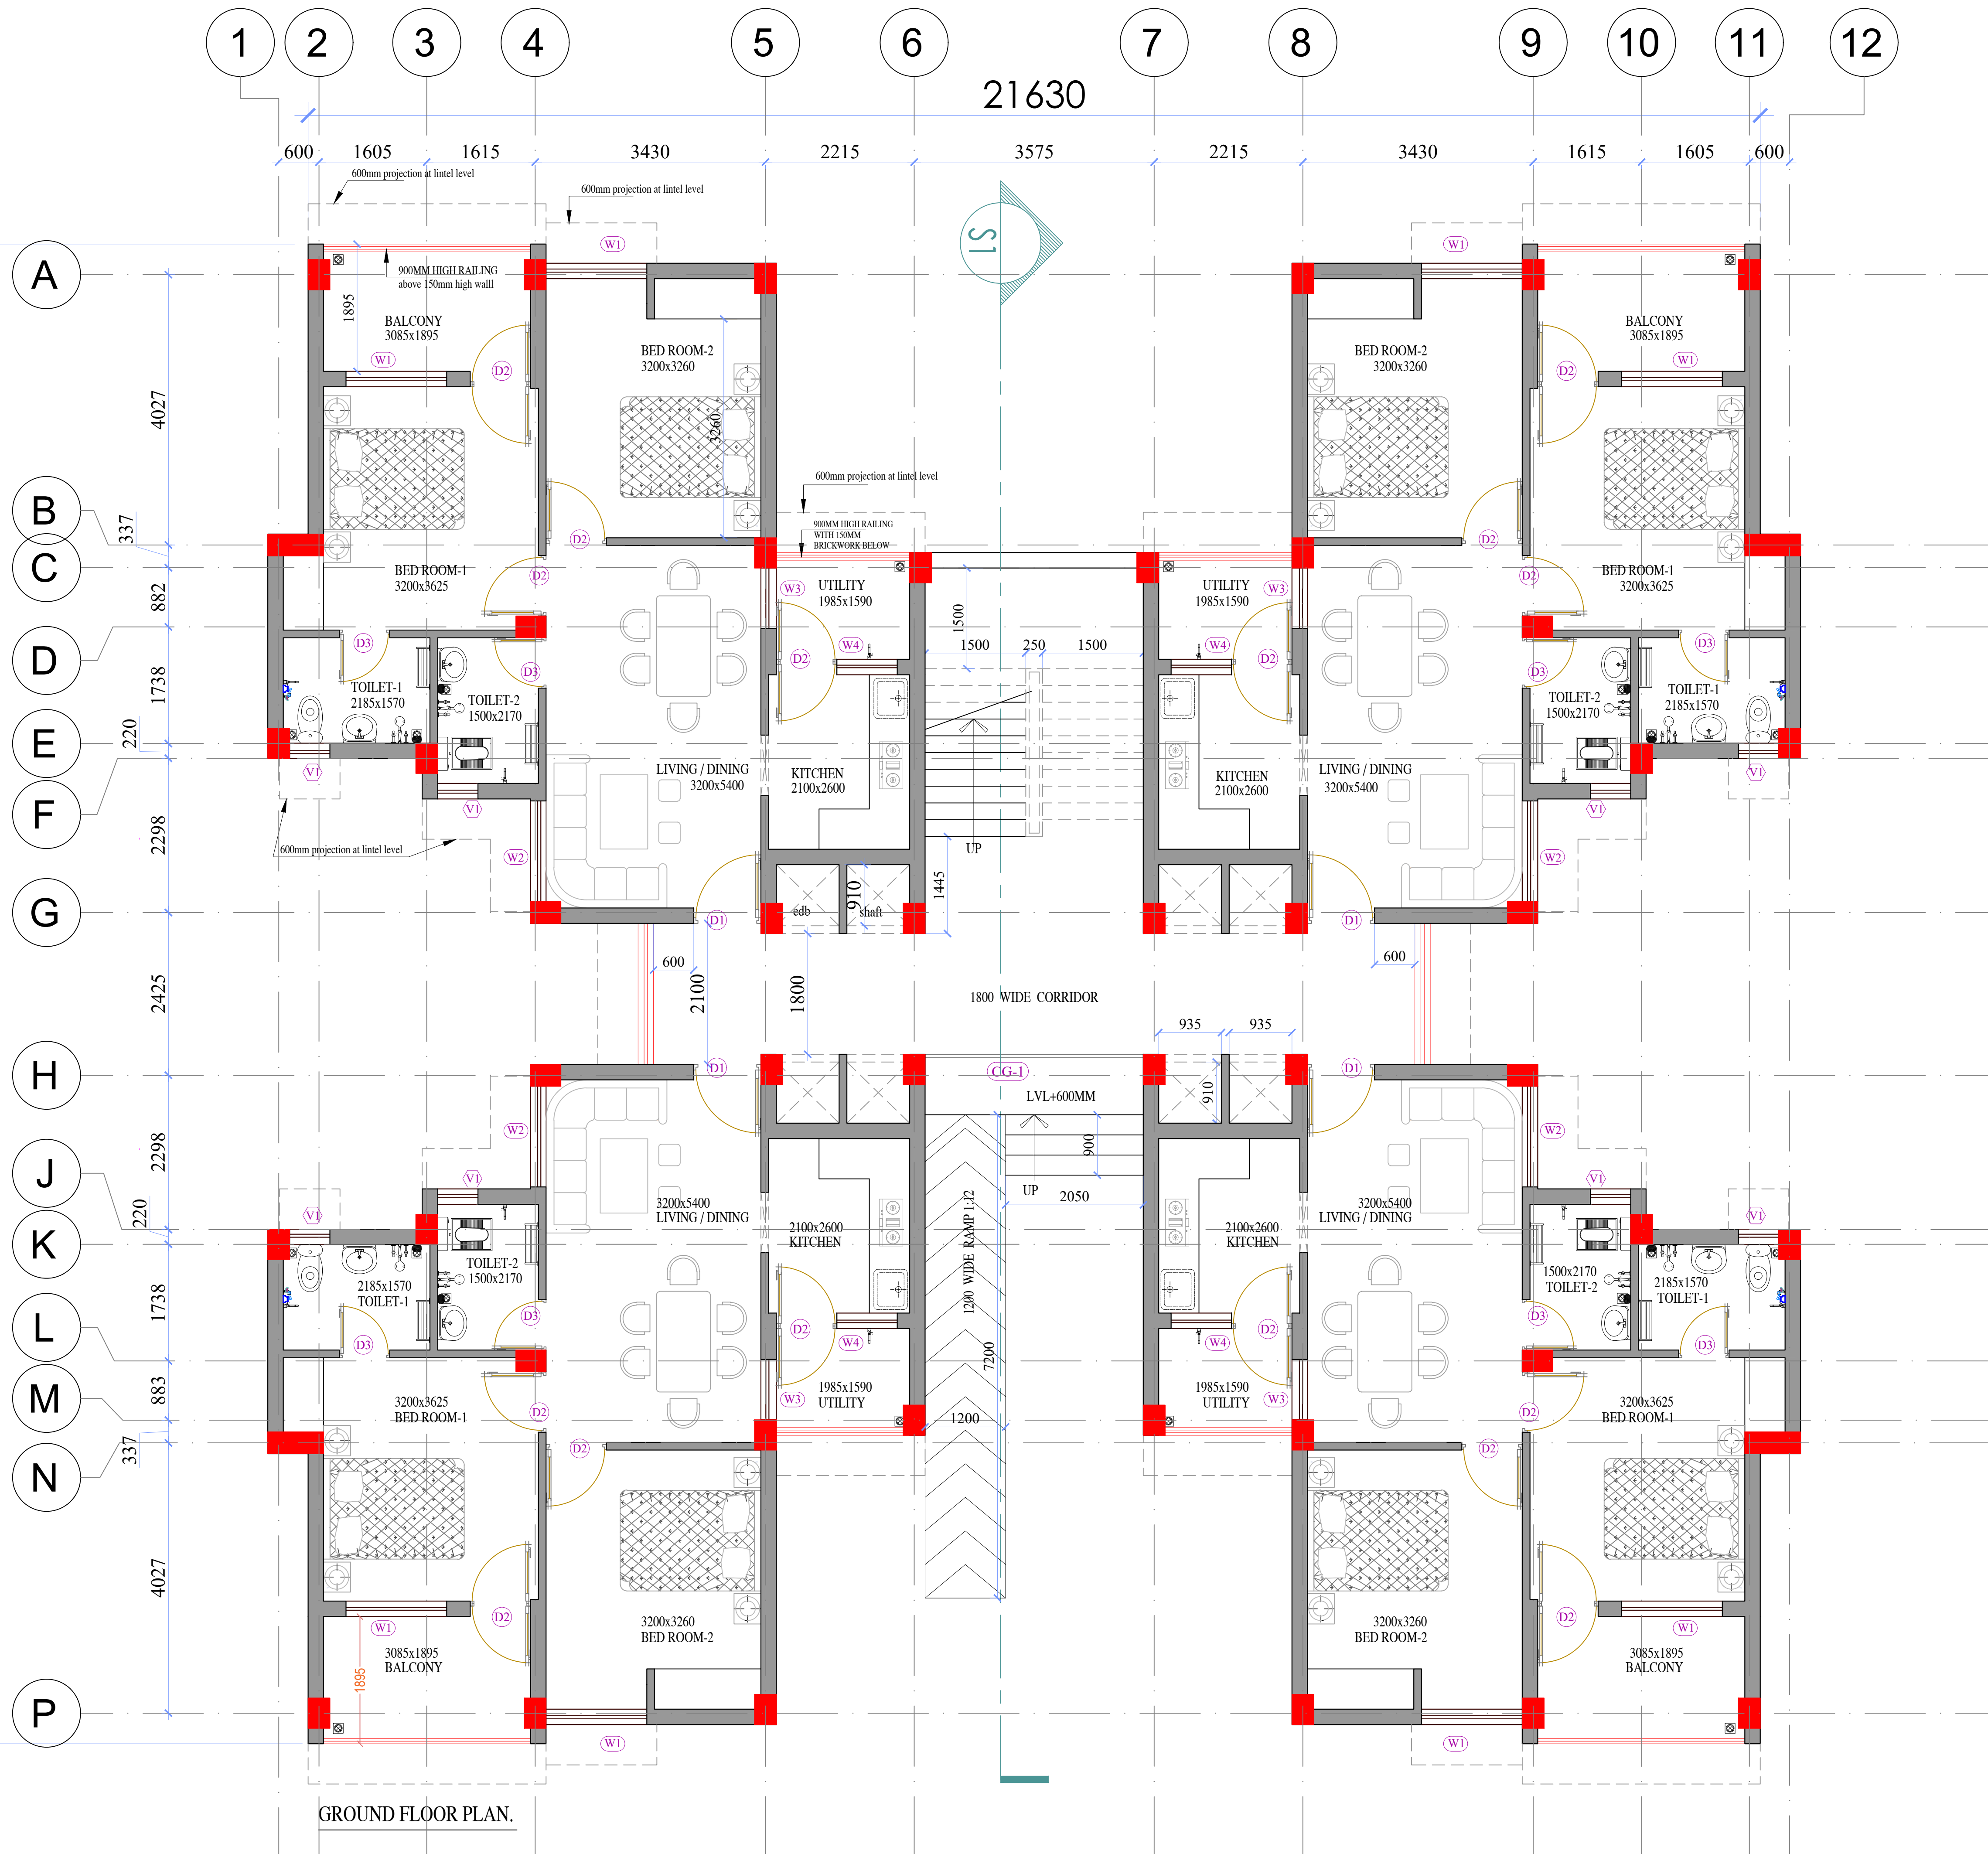 1 2 3 4 5 6 7 8 9 10 11 12
21630
600 1605 1615 3430 2215 3575 2215 3430 1615 1605 600
600mm projection at lintel level
600mm projection at lintel level
W1
S1
W1
A
900MM HIGH RAILING
above 150mm high walll
1895
BALCONY
3085x1895
W1
D2
BED ROOM-2
3200x3260
3260
BED ROOM-2
3200x3260
D2
BALCONY
3085x1895
W1
4027
600mm projection at lintel level
B
337
900MM HIGH RAILING
WITH 150MM
BRICKWORK BELOW
D2
D2
C
882
BED ROOM-1
3200x3625
D2
W3
UTILITY
1985x1590
1500
UTILITY
1985x1590
W3
D2
BED ROOM-1
3200x3625
D
D3
D3
D2
W4
1500 250 1500
W4
D2
D3
D3
1738
TOILET-1
2185x1570
TOILET-2
1500x2170
TOILET-2
1500x2170
TOILET-1
2185x1570
E
220
V1
LIVING / DINING
3200x5400
KITCHEN
2100x2600
KITCHEN
2100x2600
LIVING / DINING
3200x5400
V1
F
V1
V1
2298
600mm projection at lintel level
W2
UP
1445
W2
G
D1
edb
910
shaft
D1
2425
600
2100
1800
1800 WIDE CORRIDOR
600
935 935
H
D1
CG-1
910
D1
LVL+600MM
2298
W2
900
W2
J
V1
UP
2050
V1
220
V1
3200x5400
LIVING / DINING
2100x2600
KITCHEN
1200 WIDE RAMP 1:12
2100x2600
KITCHEN
3200x5400
LIVING / DINING
V1
K
1738
2185x1570
TOILET-1
TOILET-2
1500x2170
1500x2170
TOILET-2
2185x1570
TOILET-1
L
D3
D3
D2
W4
7200
W4
D2
D3
D3
M
883
3200x3625
BED ROOM-1
D2
W3
1985x1590
UTILITY
1200
1985x1590
UTILITY
W3
D2
3200x3625
BED ROOM-1
337
N
D2
D2
4027
W1
D2
3200x3260
BED ROOM-2
3200x3260
BED ROOM-2
D2
W1
3085x1895
BALCONY
1895
3085x1895
BALCONY
P
W1
W1
GROUND FLOOR PLAN.